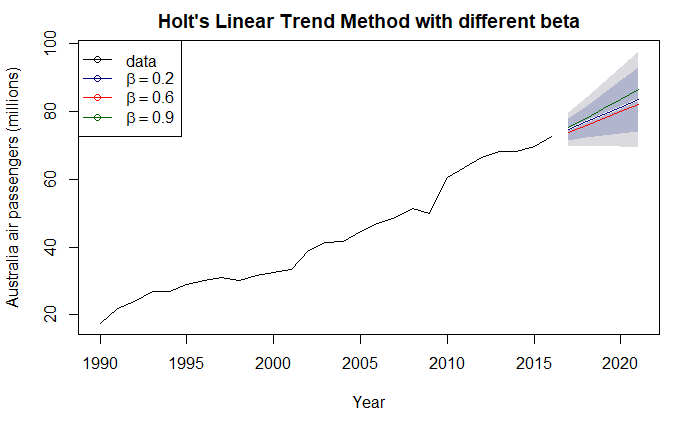 Holt's Linear Trend Method with different beta
data
β = 0.2
β = 0.6
β = 0.9
Australia air passengers (millions)
100
80
60
40
20
1990 1995 2000 2005 2010 2015 2020
Year